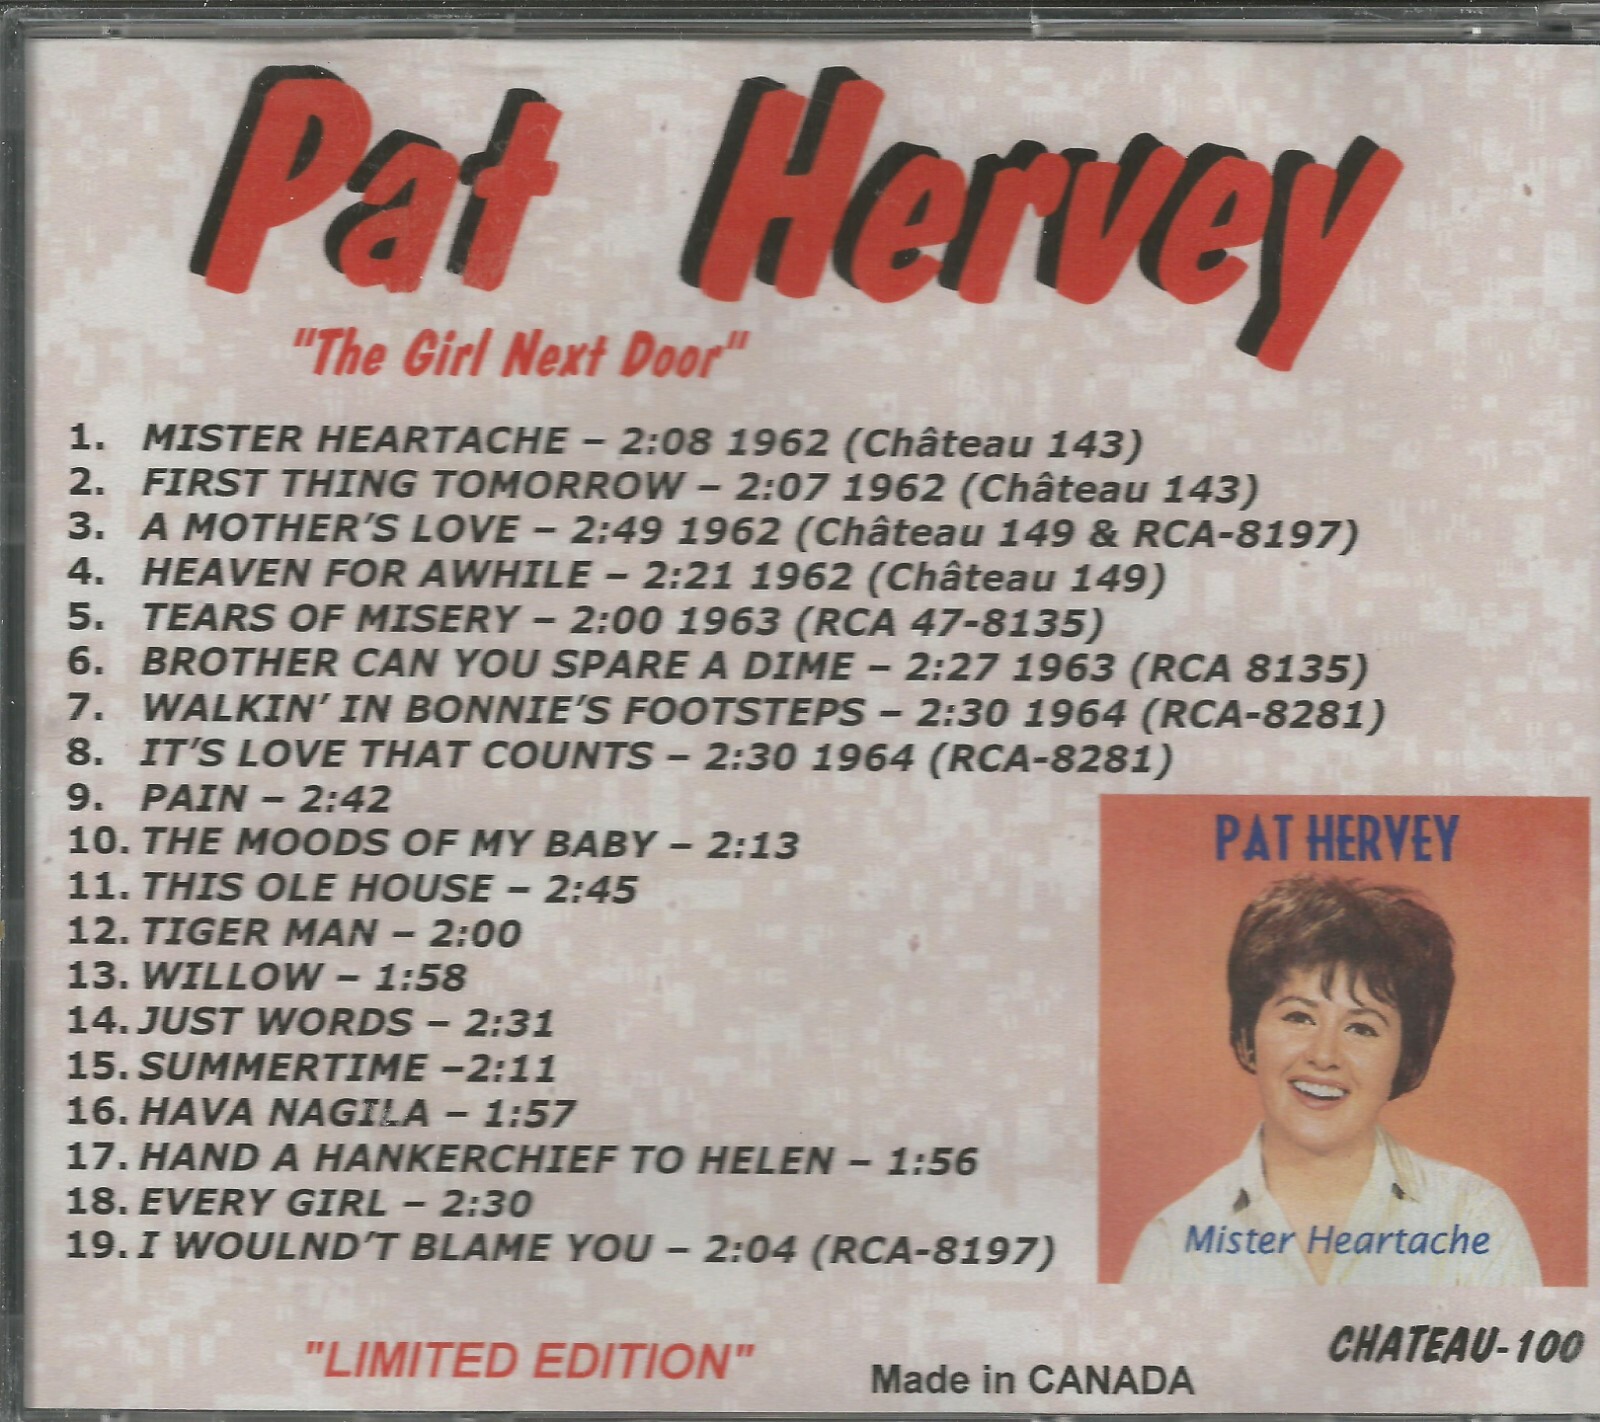 Pat Hervey
"The Girl Next Door"
1. MISTER HEARTACHE – 2:08 1962 (Château 143)
2. FIRST THING TOMORROW – 2:07 1962 (Château 143)
3. A MOTHER'S LOVE – 2:49 1962 (Château 149 & RCA-8197)
4. HEAVEN FOR AWHILE – 2:21 1962 (Château 149)
5. TEARS OF MISERY – 2:00 1963 (RCA 47-8135)
6. BROTHER CAN YOU SPARE A DIME – 2:27 1963 (RCA 8135)
7. WALKIN' IN BONNIE'S FOOTSTEPS – 2:30 1964 (RCA-8281)
8. IT'S LOVE THAT COUNTS – 2:30 1964 (RCA-8281)
9. PAIN – 2:42
10. THE MOODS OF MY BABY – 2:13
11. THIS OLE HOUSE – 2:45
12. TIGER MAN – 2:00
13. WILLOW – 1:58
14. JUST WORDS – 2:31
15. SUMMERTIME –2:11
16. HAVA NAGILA – 1:57
17. HAND A HANKERCHIEF TO HELEN – 1:56
18. EVERY GIRL – 2:30
19. I WOULND'T BLAME YOU – 2:04 (RCA-8197)
PAT HERVEY
Mister Heartache
"LIMITED EDITION"
Made in CANADA
CHATEAU-100